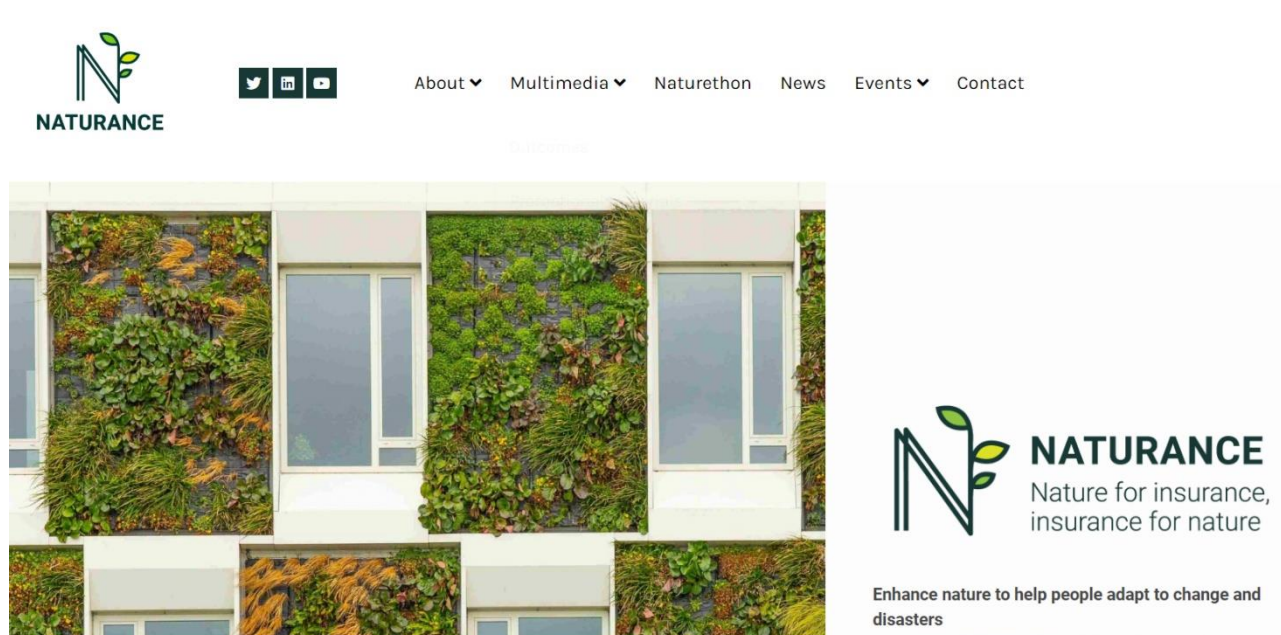 NATURANCE
About Multimedia Naturethon News Events Contact
NATURANCE
Nature for insurance,
insurance for nature
Enhance nature to help people adapt to change and
disasters